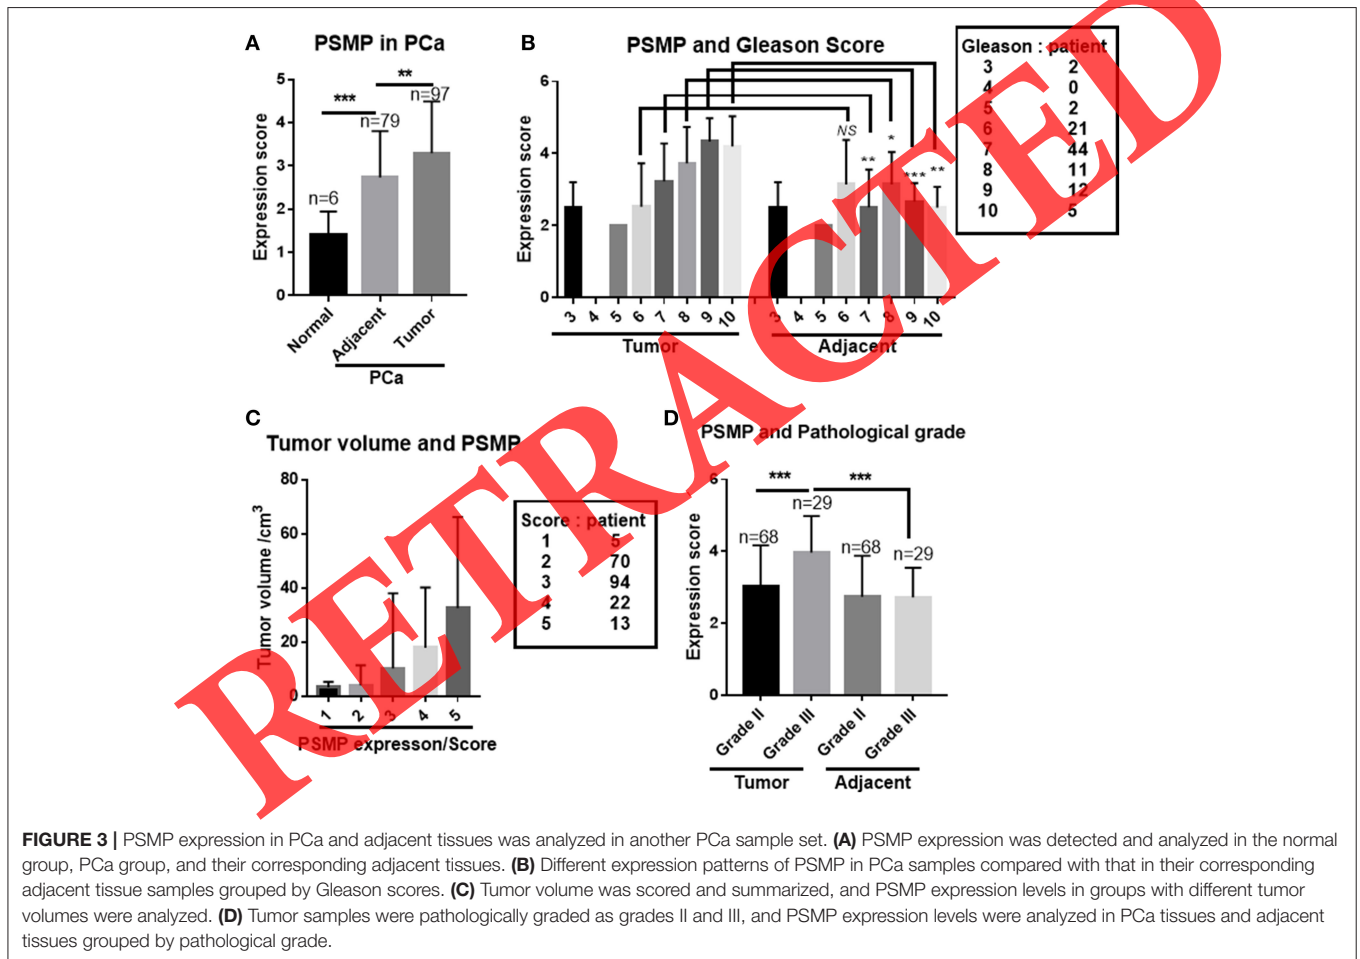 A
PSMP in PCa
Expression score
5
4
3
2
1
0
n=6
***
n=79
**
n=97
Normal
Adjacent
Tumor
PCa
B
PSMP and Gleason Score
Expression score
6
4
2
0
NS
**
*
***
**
3 4 5 6 7 8 9 10 3 4 5 6 7 8 9 10
Tumor Adjacent
Gleason : patient
3 2
4 0
5 2
6 21
7 44
8 11
9 12
10 5
C
Tumor volume and PSMP
Tumor volume /cm3
80
60
40
20
0
1 2 3 4 5
PSMP expresson/Score
Score : patient
1 5
2 70
3 94
4 22
5 13
D
PSMP and Pathological grade
Expression score
6
4
2
0
*** ***
n=68
n=29
n=68
n=29
Grade II
Grade III
Grade II
Grade III
Tumor Adjacent
RETRACTED
FIGURE 3 | PSMP expression in PCa and adjacent tissues was analyzed in another PCa sample set. (A) PSMP expression was detected and analyzed in the normal
group, PCa group, and their corresponding adjacent tissues. (B) Different expression patterns of PSMP in PCa samples compared with that in their corresponding
adjacent tissue samples grouped by Gleason scores. (C) Tumor volume was scored and summarized, and PSMP expression levels in groups with different tumor
volumes were analyzed. (D) Tumor samples were pathologically graded as grades II and III, and PSMP expression levels were analyzed in PCa tissues and adjacent
tissues grouped by pathological grade.